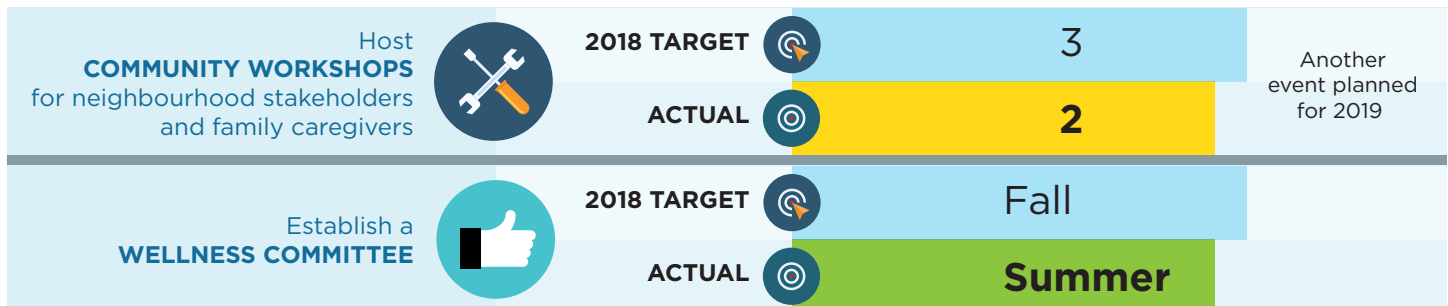 Host
COMMUNITY WORKSHOPS
for neighbourhood stakeholders
and family caregivers
2018 TARGET
3
ACTUAL
2
Another
event planned
for 2019
Establish a
WELLNESS COMMITTEE
2018 TARGET
Fall
ACTUAL
Summer